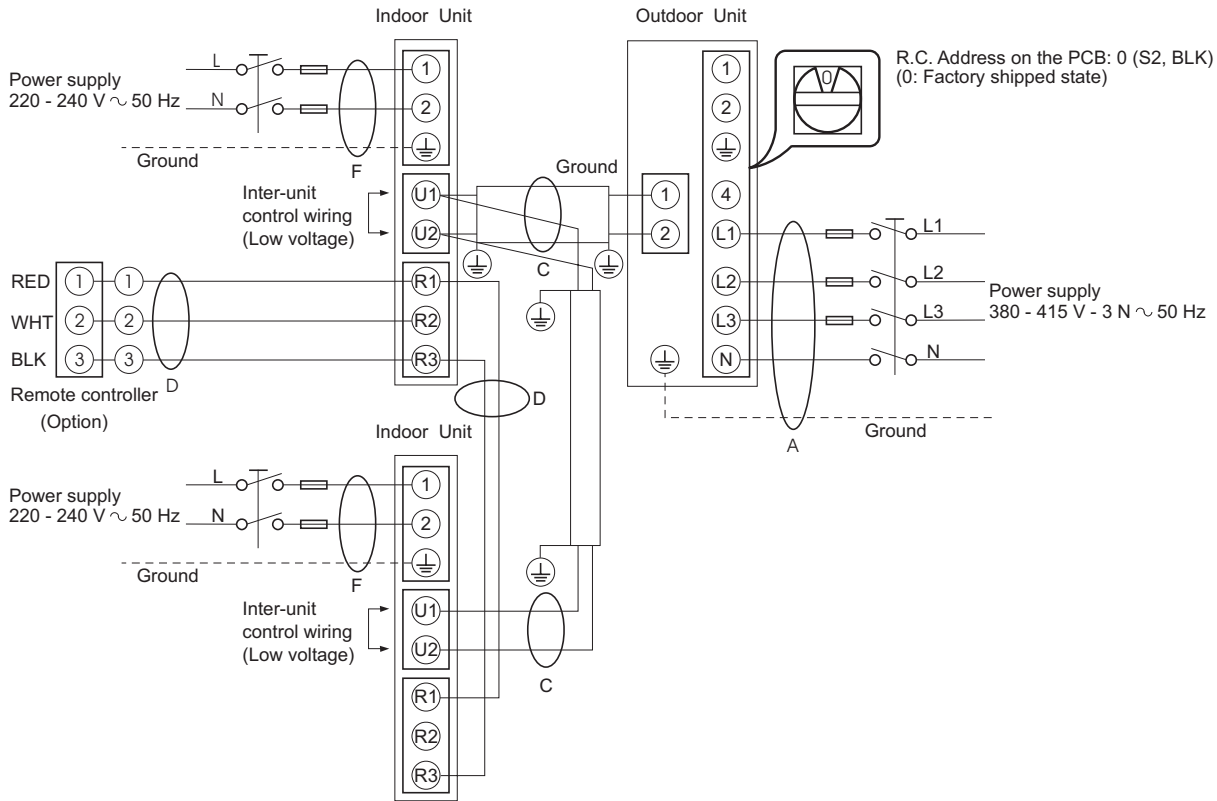 Indoor Unit
Outdoor Unit
R.C. Address on the PCB: 0 (S2, BLK)
(0: Factory shipped state)
0
Power supply
220 - 240 V ~ 50 Hz
L
N
Ground
F
1
2
Inter-unit
control wiring
(Low voltage)
U1
U2
Ground
C
1
2
1
2
4
L1
L2
L3
N
L1
L2
L3
N
Power supply
380 - 415 V - 3 N ~ 50 Hz
Ground
A
RED
WHT
BLK
1
2
3
1
2
3
Remote controller
(Option)
D
R1
R2
R3
D
Indoor Unit
Power supply
220 - 240 V ~ 50 Hz
L
N
Ground
F
1
2
Inter-unit
control wiring
(Low voltage)
U1
U2
C
R1
R2
R3